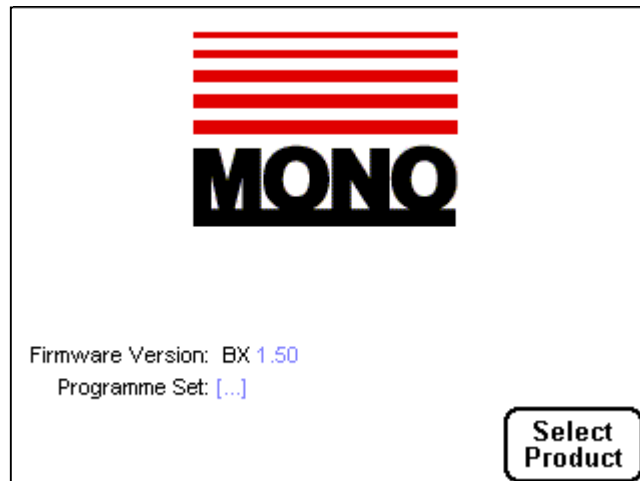 MONO
Firmware Version: BX 1.50
Programme Set: [...]
Select
Product